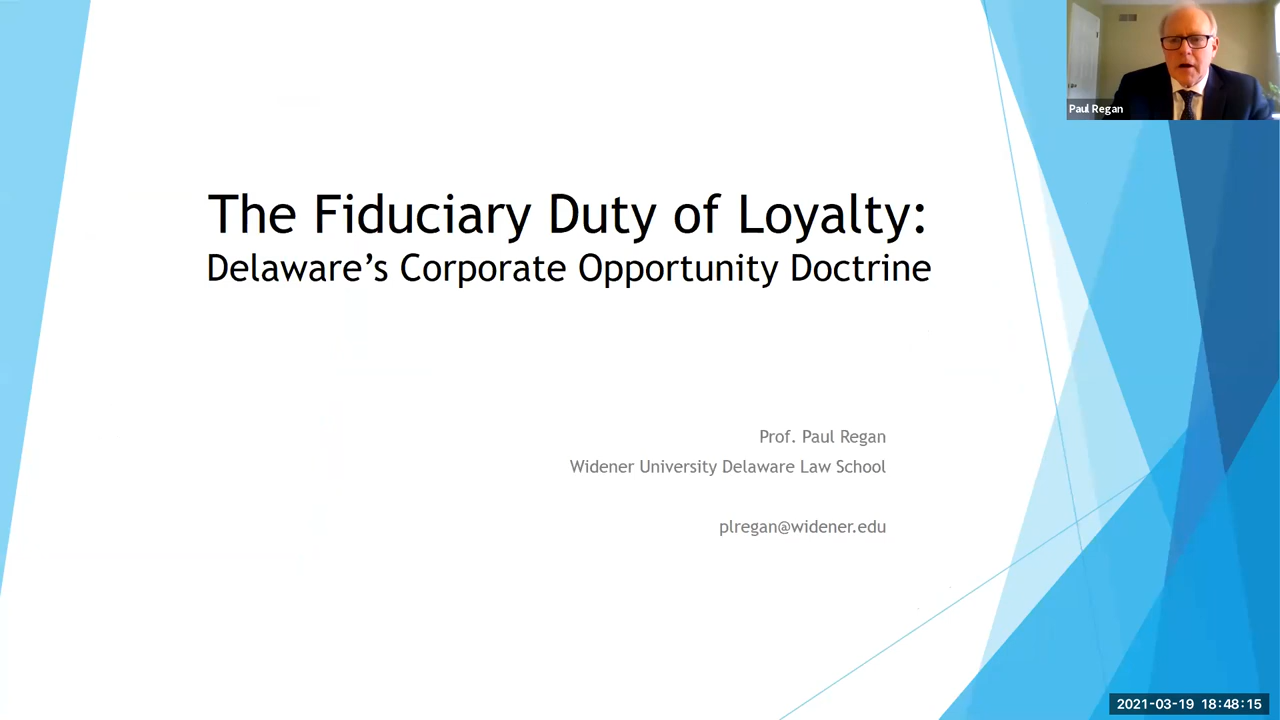 The Fiduciary Duty of Loyalty:
Delaware’s Corporate Opportunity Doctrine
Prof. Paul Regan
Widener University Delaware Law School
plregan@widener.edu
Paul Regan
2021-03-19 18:48:15